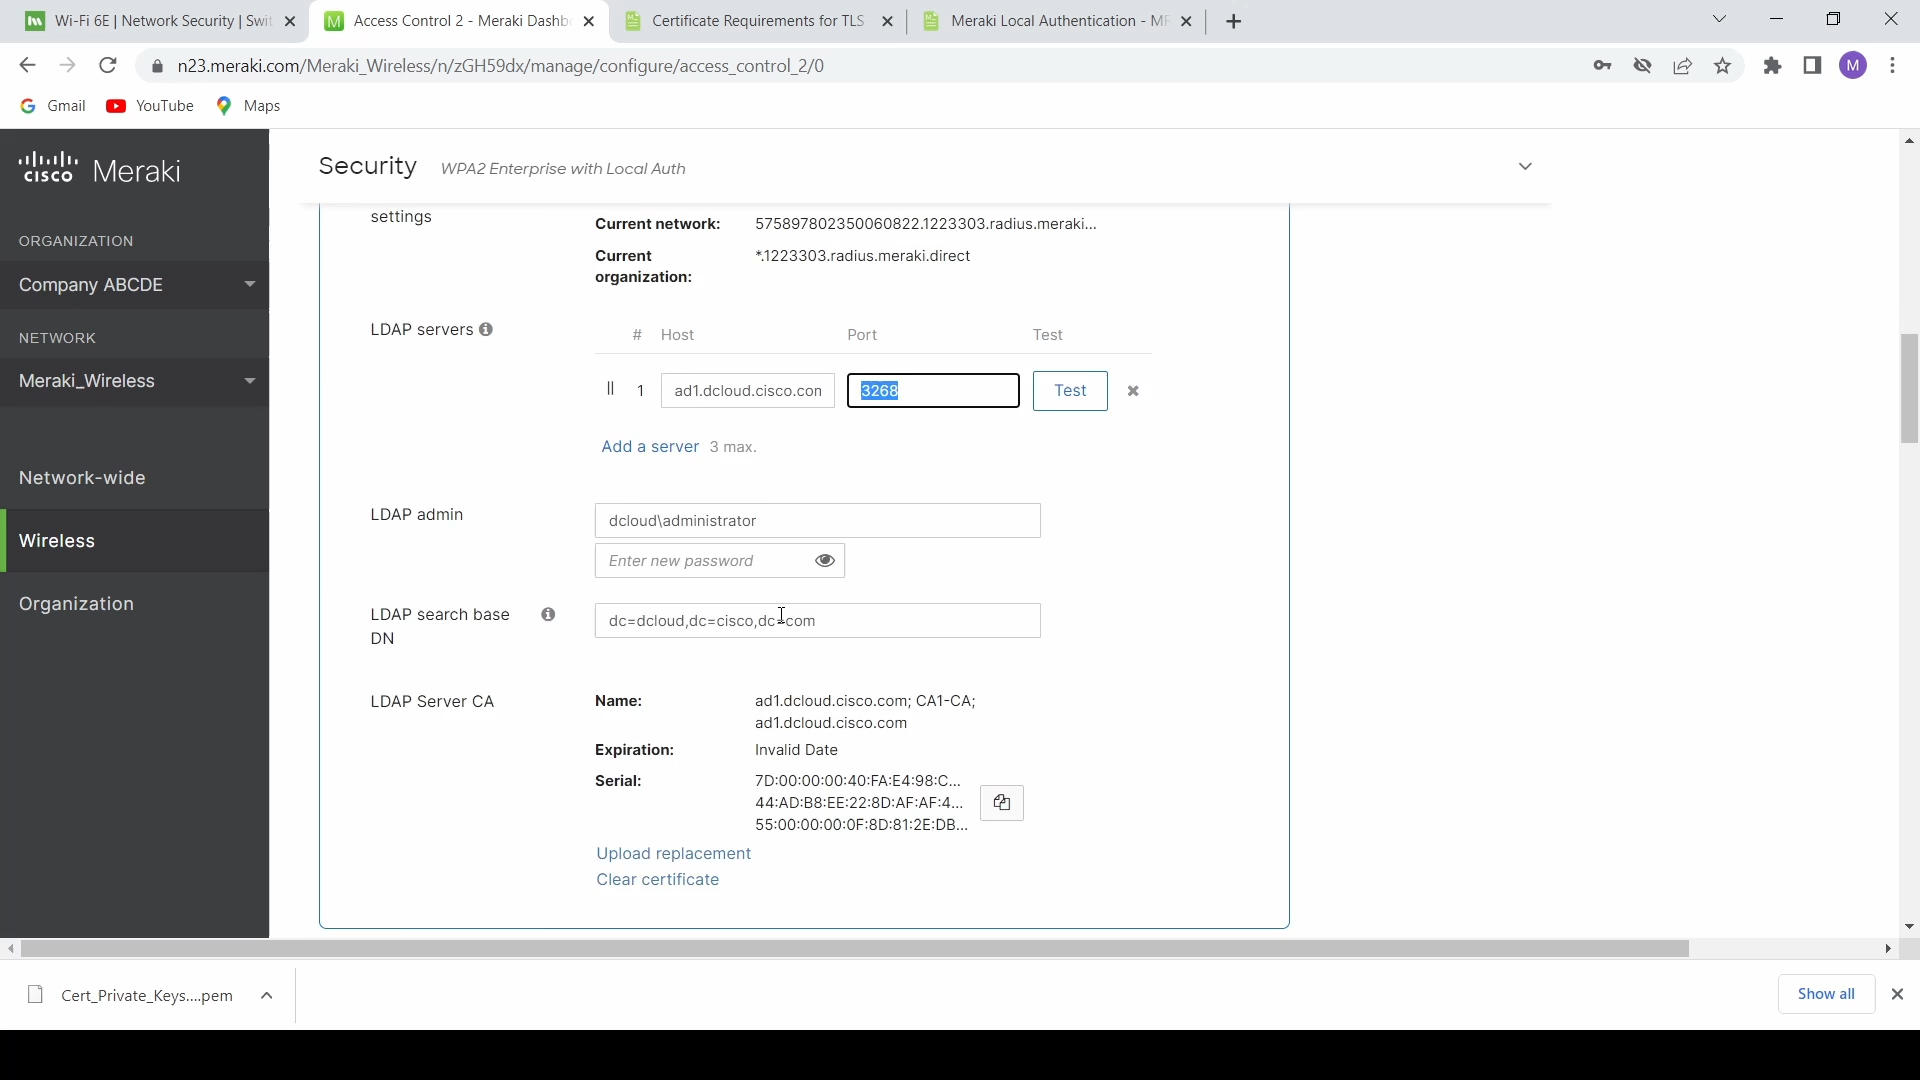 Wi-Fi 6E | Network Security | Swit
Access Control 2 - Meraki Dashb
Certificate Requirements for TLS
Meraki Local Authentication - MR
n23.meraki.com/Meraki_Wireless/n/zGH59dx/manage/configure/access_control_2/0
M
Gmail
YouTube
Maps
cisco Meraki
ORGANIZATION
Company ABCDE
NETWORK
Meraki_Wireless
Network-wide
Wireless
Organization
Security WPA2 Enterprise with Local Auth
settings
Current network: 575897802350060822.1223303.radius.meraki...
Current organization: *.1223303.radius.meraki.direct
LDAP servers
# Host Port Test
1 ad1.dcloud.cisco.con 3268 Test
Add a server 3 max.
LDAP admin
dcloud\administrator
Enter new password
LDAP search base DN
dc=dcloud,dc=cisco,dc=com
LDAP Server CA
Name: ad1.dcloud.cisco.com; CA1-CA;
ad1.dcloud.cisco.com
Expiration: Invalid Date
Serial: 7D:00:00:00:40:FA:E4:98:C...
44:AD:B8:EE:22:8D:AF:AF:4...
55:00:00:00:0F:8D:81:2E:DB...
Upload replacement
Clear certificate
Cert_Private_Keys....pem
Show all